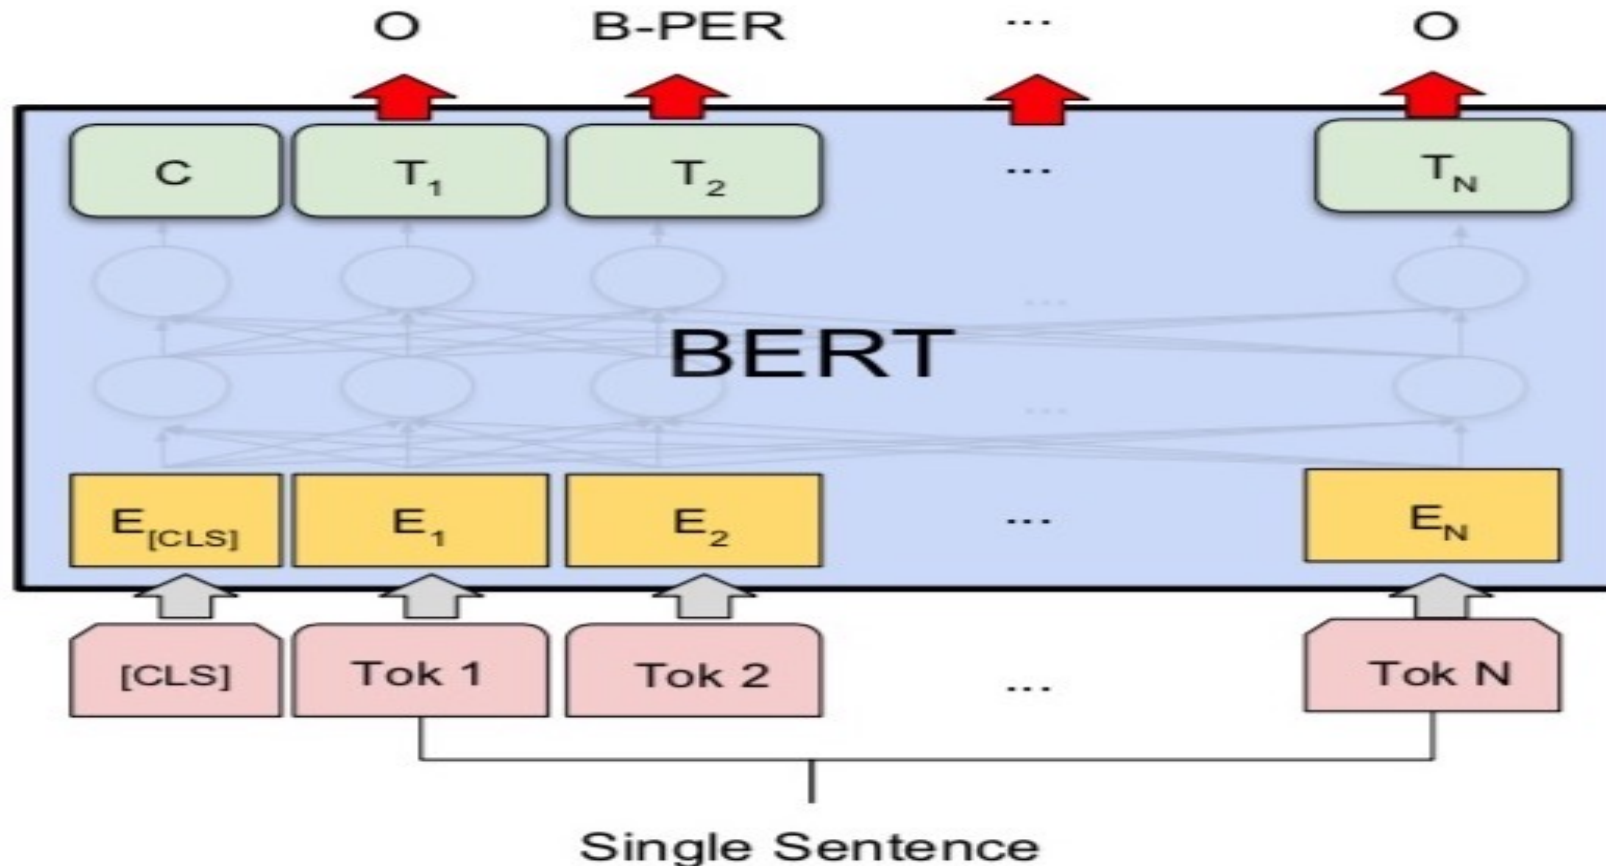 O B-PER ... O
C T1 T2 ... TN
...
BERT
...
E[CLS] E1 E2 ... EN
[CLS] Tok 1 Tok 2 ... Tok N
Single Sentence